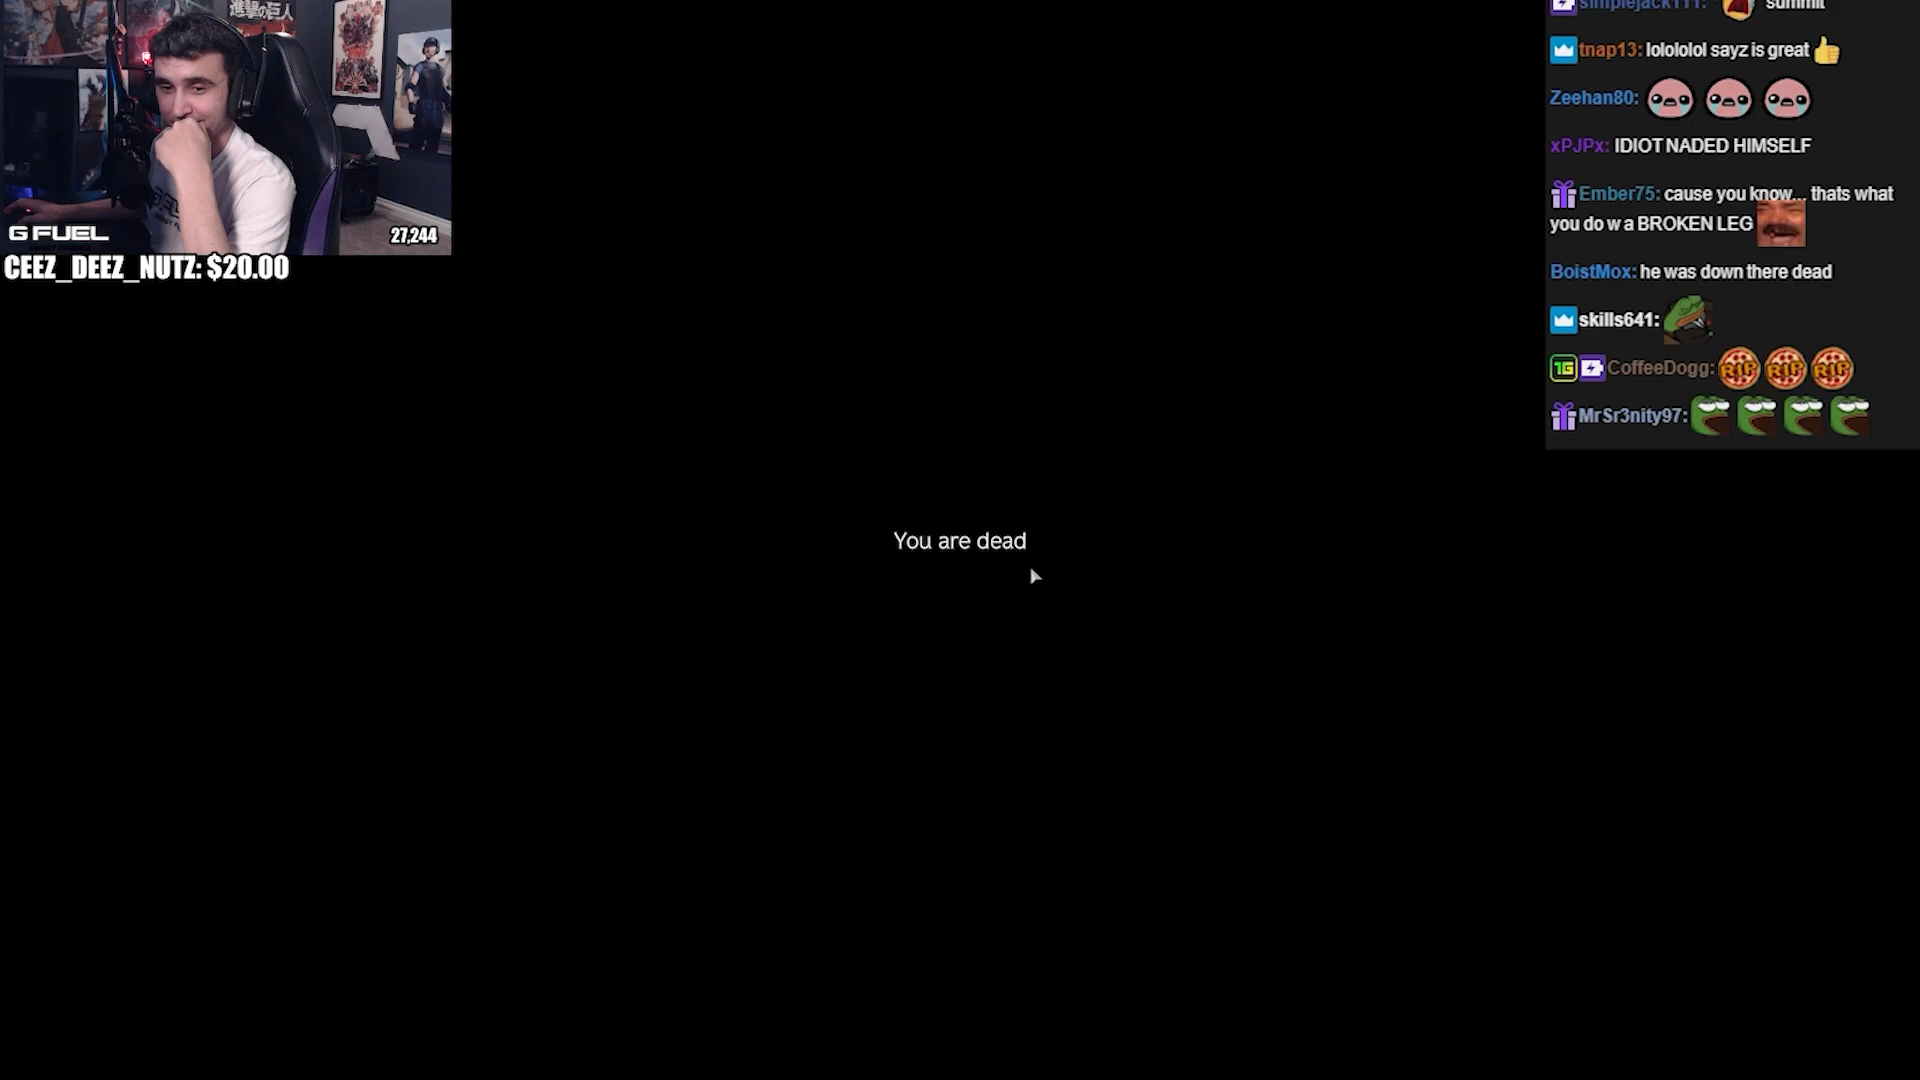 進撃の巨人
G FUEL
27,244
CEEZ_DEEZ_NUTZ: $20.00
simplejack111: summit
tnap13: lolololol sayz is great
Zeehan80:
xPJPx: IDIOT NADED HIMSELF
Ember75: cause you know... thats what
you do w a BROKEN LEG
BoistMox: he was down there dead
skills641:
1G CoffeeDogg: RIP RIP RIP
MrSr3nity97:
You are dead